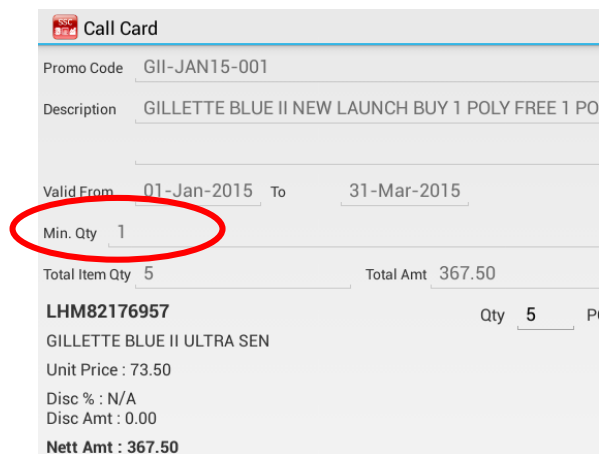 SSC Call Card
Promo Code GII-JAN15-001
Description GILLETTE BLUE II NEW LAUNCH BUY 1 POLY FREE 1 PO
Valid From 01-Jan-2015 To 31-Mar-2015
Min. Qty 1
Total Item Qty 5 Total Amt 367.50
LHM82176957 Qty 5 P
GILLETTE BLUE II ULTRA SEN
Unit Price : 73.50
Disc % : N/A
Disc Amt : 0.00
Nett Amt : 367.50